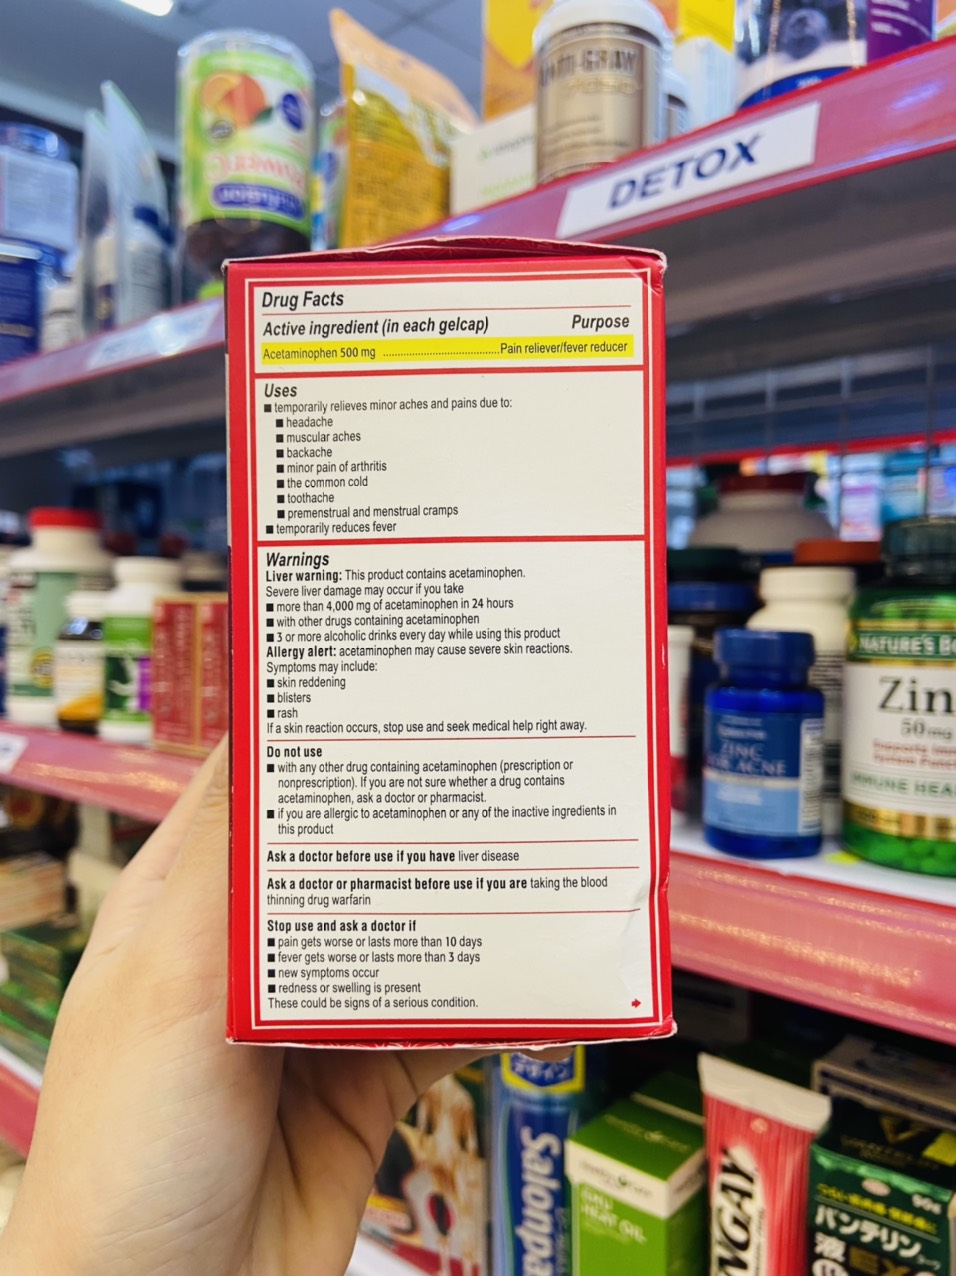 ANTI-GRAY
DETOX
Drug Facts
Active ingredient (in each gelcap) Purpose
Acetaminophen 500 mg ........................................ Pain reliever/fever reducer
Uses
■ temporarily relieves minor aches and pains due to:
■ headache
■ muscular aches
■ backache
■ minor pain of arthritis
■ the common cold
■ toothache
■ premenstrual and menstrual cramps
■ temporarily reduces fever
Warnings
Liver warning: This product contains acetaminophen.
Severe liver damage may occur if you take
■ more than 4,000 mg of acetaminophen in 24 hours
■ with other drugs containing acetaminophen
■ 3 or more alcoholic drinks every day while using this product
Allergy alert: acetaminophen may cause severe skin reactions.
Symptoms may include:
■ skin reddening
■ blisters
■ rash
If a skin reaction occurs, stop use and seek medical help right away.
Do not use
■ with any other drug containing acetaminophen (prescription or
nonprescription). If you are not sure whether a drug contains
acetaminophen, ask a doctor or pharmacist.
■ if you are allergic to acetaminophen or any of the inactive ingredients in
this product
Ask a doctor before use if you have liver disease
Ask a doctor or pharmacist before use if you are taking the blood
thinning drug warfarin
Stop use and ask a doctor if
■ pain gets worse or lasts more than 10 days
■ fever gets worse or lasts more than 3 days
■ new symptoms occur
■ redness or swelling is present
These could be signs of a serious condition.
NATURE'S B
Zin
50 mg
ZINC
ACNE
Salonpa
NGAY
バンテリン
液